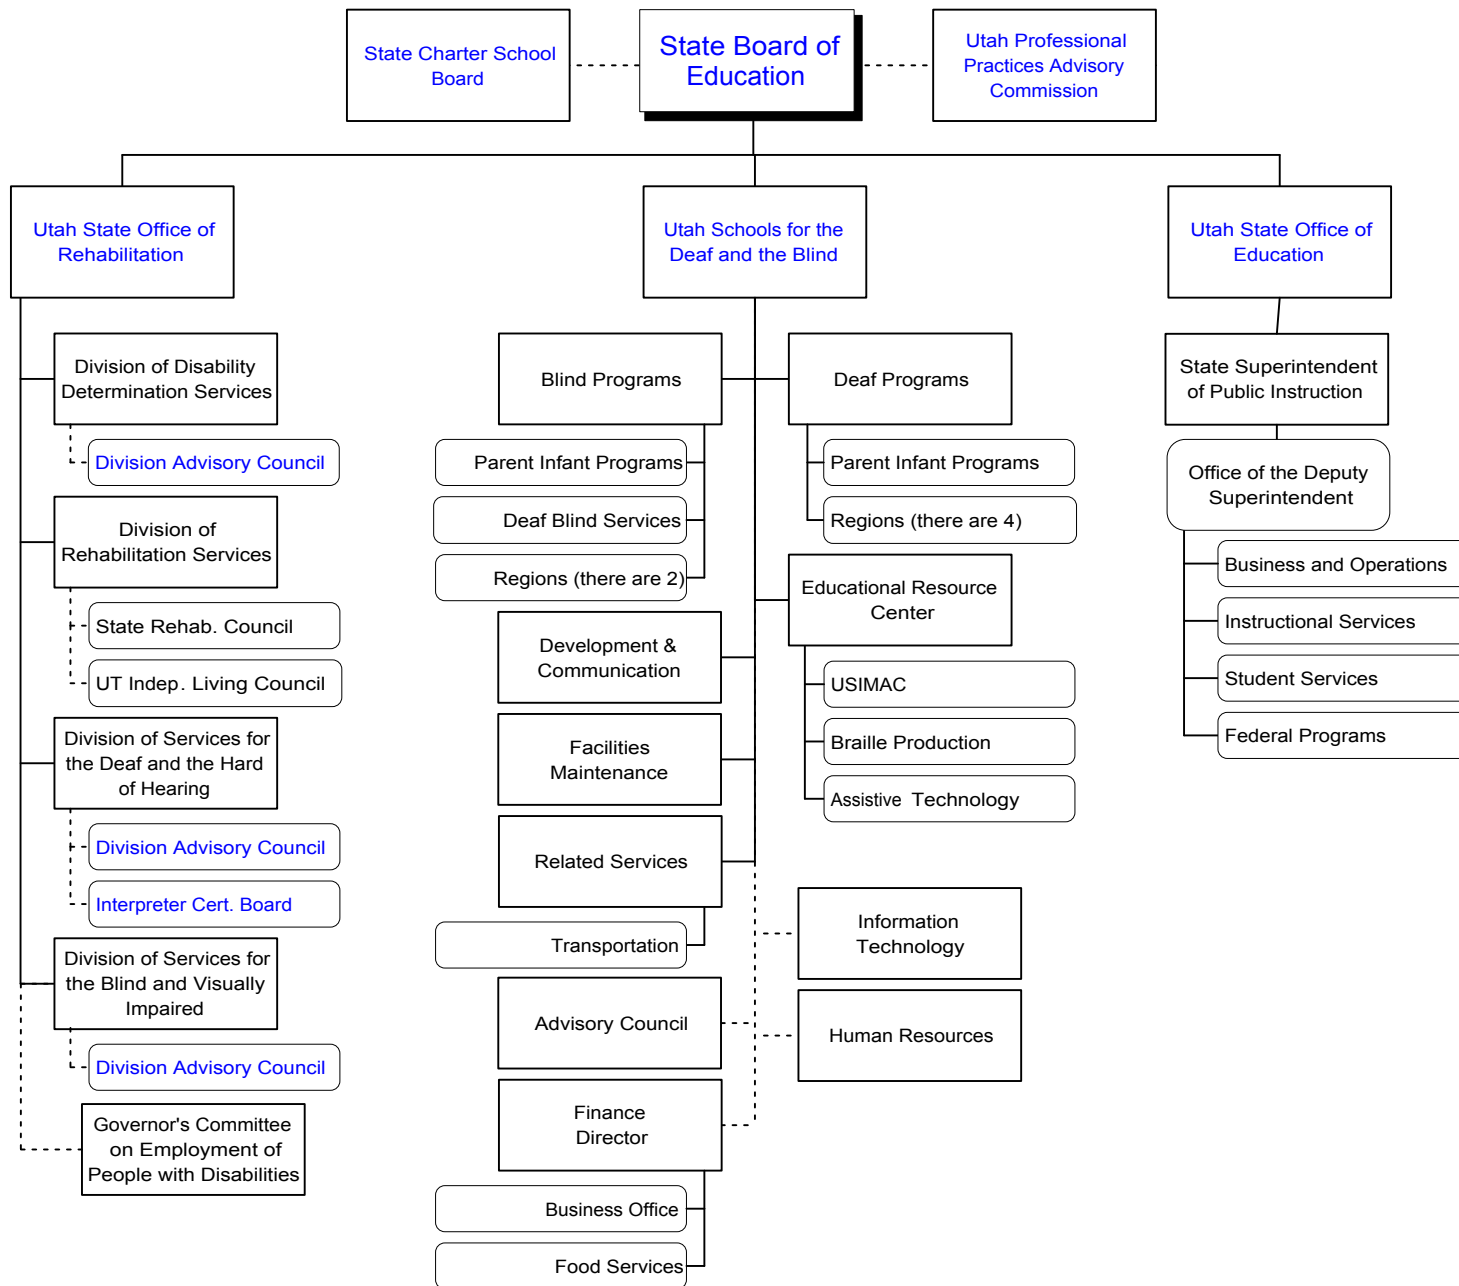 State Charter School
Board
State Board of
Education
Utah Professional
Practices Advisory
Commission
Utah State Office of
Rehabilitation
Utah Schools for the
Deaf and the Blind
Utah State Office of
Education
Division of Disability
Determination Services
Division Advisory Council
Division of
Rehabilitation Services
State Rehab. Council
UT Indep. Living Council
Division of Services for
the Deaf and the Hard
of Hearing
Division Advisory Council
Interpreter Cert. Board
Division of Services for
the Blind and Visually
Impaired
Division Advisory Council
Governor's Committee
on Employment of
People with Disabilities
Blind Programs
Parent Infant Programs
Deaf Blind Services
Regions (there are 2)
Development &
Communication
Facilities
Maintenance
Related Services
Transportation
Advisory Council
Finance
Director
Business Office
Food Services
Deaf Programs
Parent Infant Programs
Regions (there are 4)
Educational Resource
Center
USIMAC
Braille Production
Assistive Technology
Information
Technology
Human Resources
State Superintendent
of Public Instruction
Office of the Deputy
Superintendent
Business and Operations
Instructional Services
Student Services
Federal Programs